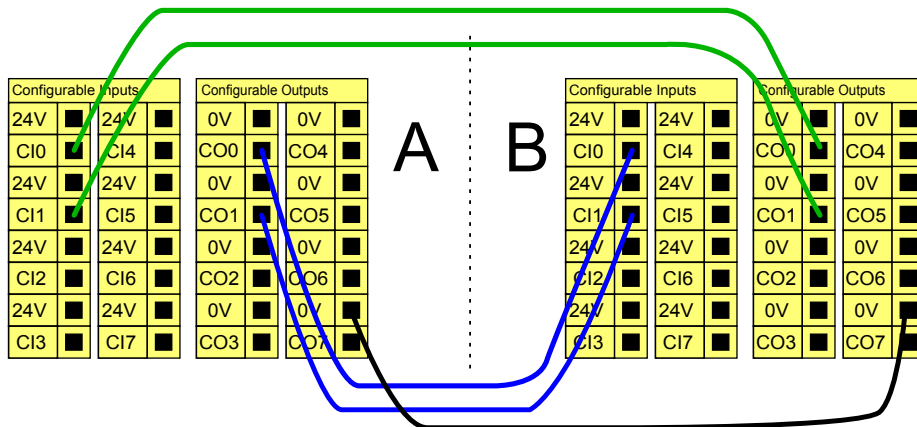 Configurable Inputs
24V 24V
CI0 CI4
24V 24V
CI1 CI5
24V 24V
CI2 CI6
24V 24V
CI3 CI7
Configurable Outputs
0V 0V
CO0 CO4
0V 0V
CO1 CO5
0V 0V
CO2 CO6
0V 0V
CO3 CO7
A
B
Configurable Inputs
24V 24V
CI0 CI4
24V 24V
CI1 CI5
24V 24V
CI2 CI6
24V 24V
CI3 CI7
Configurable Outputs
0V 0V
CO0 CO4
0V 0V
CO1 CO5
0V 0V
CO2 CO6
0V 0V
CO3 CO7